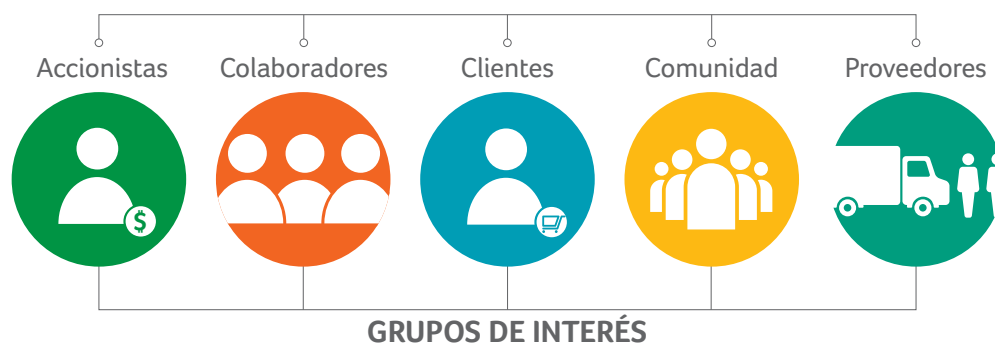 Accionistas
Colaboradores
Clientes
Comunidad
Proveedores
$
GRUPOS DE INTERÉS